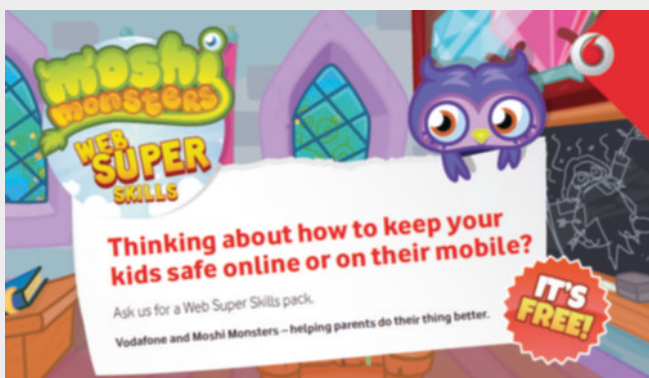 moshi
monsters
WEB
SUPER
SKILLS
Thinking about how to keep your
kids safe online or on their mobile?
Ask us for a Web Super Skills pack.
Vodafone and Moshi Monsters – helping parents do their thing better.
IT'S
FREE!